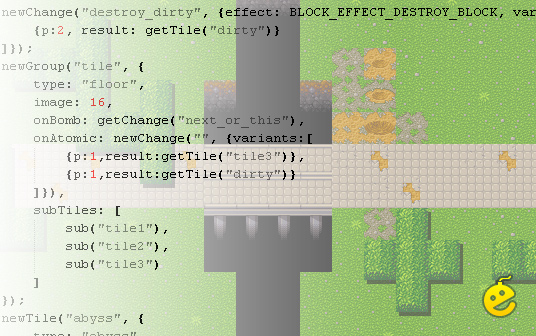 newChange("destroy_dirty", {effect: BLOCK_EFFECT_DESTROY_BLOCK, var
{p:2, result: getTile("dirty")}
]});
newGroup("tile", {
type: "floor",
image: 16,
onBomb: getChange("next_or_this"),
onAtomic: newChange("", {variants:[
{p:1,result:getTile("tile3")},
{p:1,result:getTile("dirty")}
]}),
subTiles: [
sub("tile1"),
sub("tile2"),
sub("tile3")
]
});
newTile("abyss", {
type: "abyss